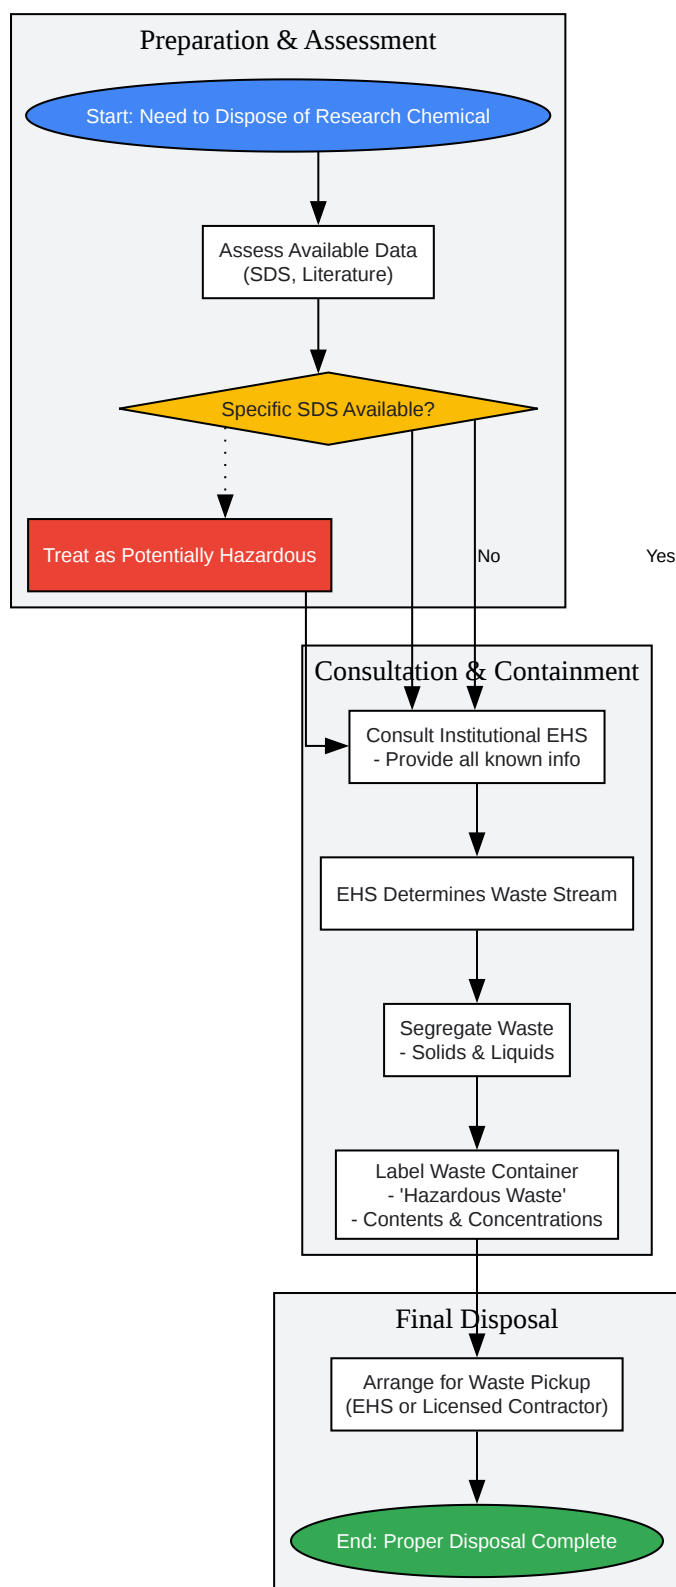 Preparation & Assessment
Start: Need to Dispose of Research Chemical
Assess Available Data
(SDS, Literature)
Specific SDS Available?
Treat as Potentially Hazardous
No
Yes
Consultation & Containment
Consult Institutional EHS
- Provide all known info
EHS Determines Waste Stream
Segregate Waste
- Solids & Liquids
Label Waste Container
- 'Hazardous Waste'
- Contents & Concentrations
Final Disposal
Arrange for Waste Pickup
(EHS or Licensed Contractor)
End: Proper Disposal Complete